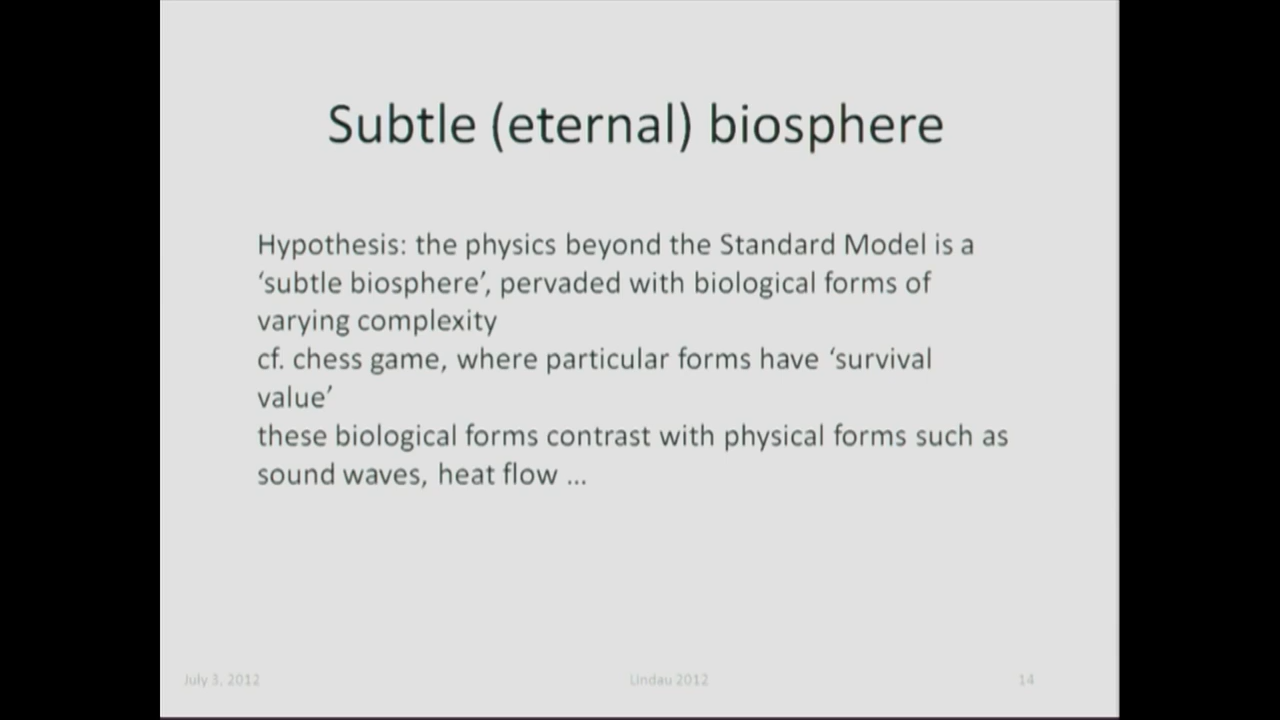 Subtle (eternal) biosphere
Hypothesis: the physics beyond the Standard Model is a
‘subtle biosphere’, pervaded with biological forms of
varying complexity
cf. chess game, where particular forms have ‘survival
value’
these biological forms contrast with physical forms such as
sound waves, heat flow ...
July 3, 2012 Lindau 2012 14